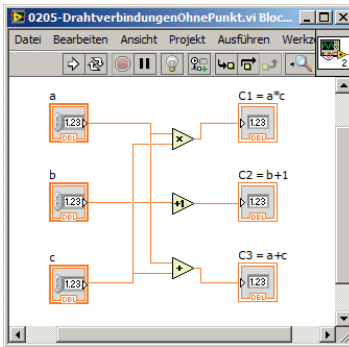 0205-DrahtverbindungenOhnePunkt.vi Bloc...
Datei Bearbeiten Ansicht Projekt Ausführen Werkz
2
a
C1 = a*c
1.23
DBL
×
1.23
DBL
b
C2 = b+1
1.23
DBL
+1
1.23
DBL
c
C3 = a+c
1.23
DBL
+
1.23
DBL